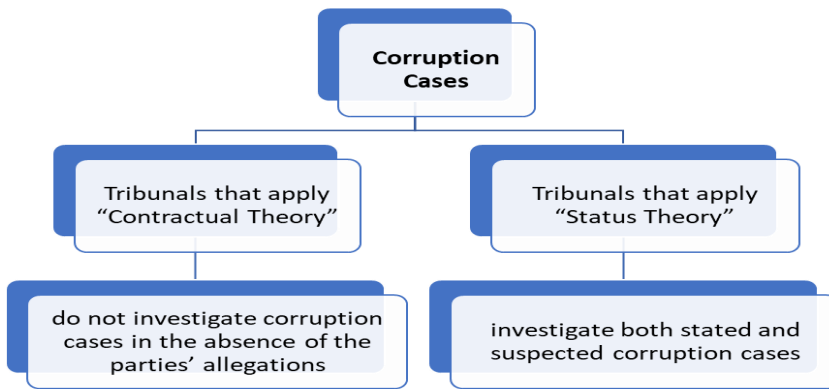 Corruption
Cases
Tribunals that apply
“Contractual Theory”
Tribunals that apply
“Status Theory”
do not investigate corruption
cases in the absence of the
parties’ allegations
investigate both stated and
suspected corruption cases